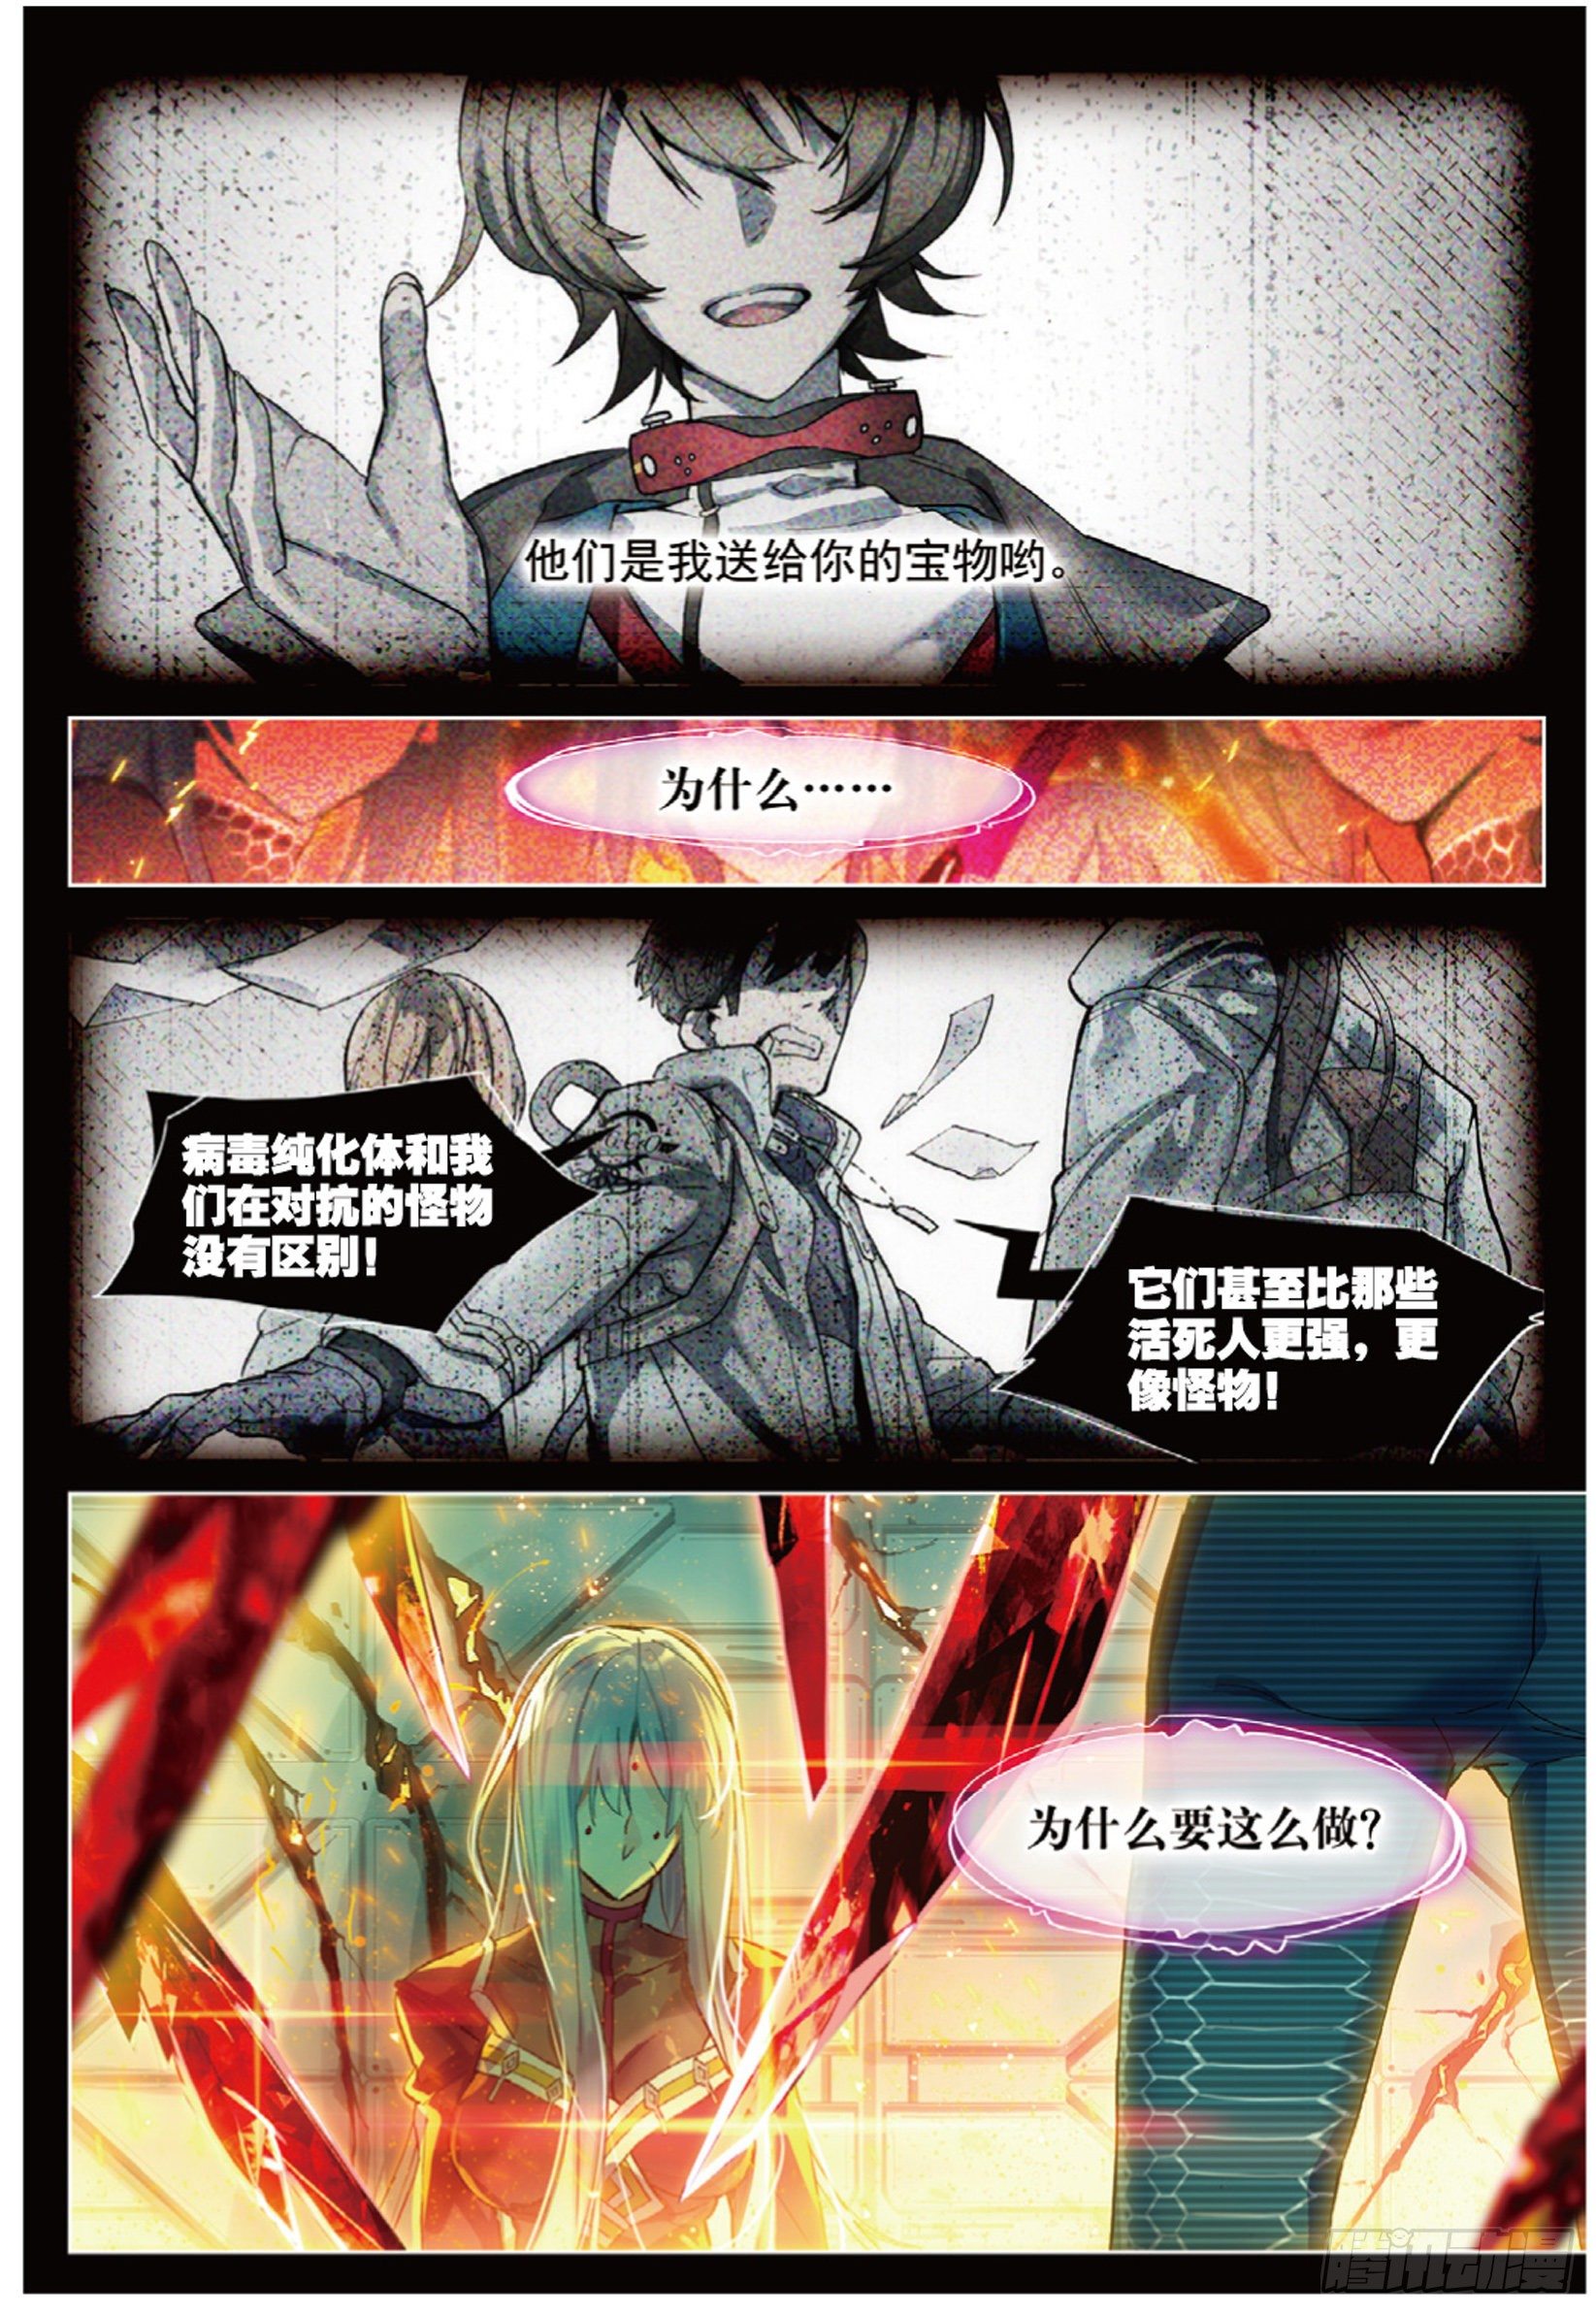 他们是我送给你的宝物哟。
为什么……
病毒纯化体和我
们在对抗的怪物
没有区别！
它们甚至比那些
活死人更强，更
像怪物！
为什么要这么做？
腾讯动漫